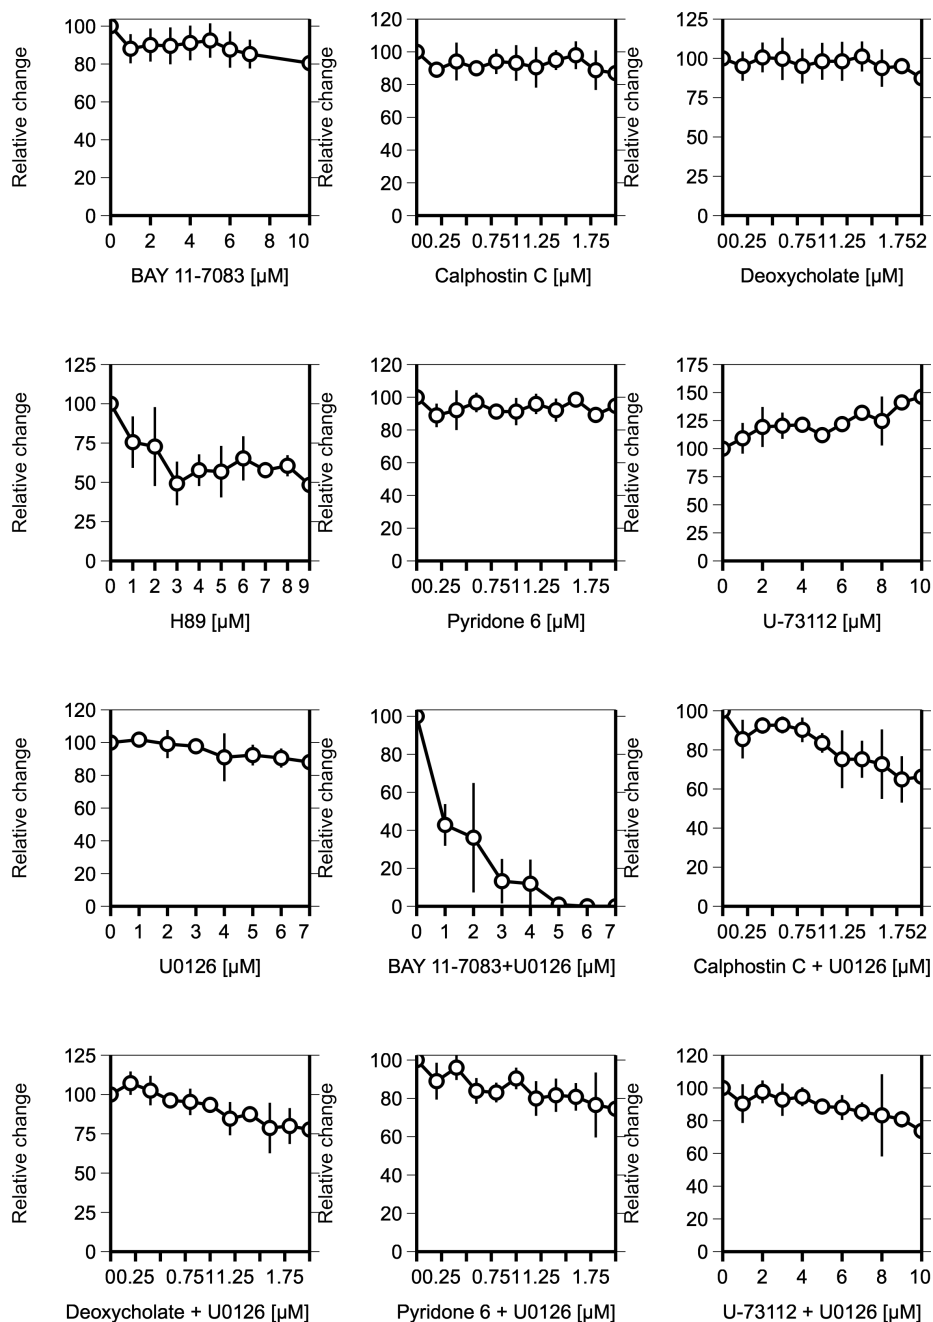 Relative change
100
80
60
40
20
0
0 2 4 6 8 10
BAY 11-7083 [µM]
Relative change
120
100
80
60
40
20
0
00.25 0.7511.25 1.75
Calphostin C [µM]
Relative change
125
100
75
50
25
0
00.25 0.7511.25 1.752
Deoxycholate [µM]
Relative change
125
100
75
50
25
0
0 1 2 3 4 5 6 7 8 9
H89 [µM]
Relative change
120
100
80
60
40
20
0
00.25 0.7511.25 1.75
Pyridone 6 [µM]
Relative change
175
150
125
100
75
50
25
0
0 2 4 6 8 10
U-73112 [µM]
Relative change
120
100
80
60
40
20
0
0 1 2 3 4 5 6 7
U0126 [µM]
Relative change
100
80
60
40
20
0
0 1 2 3 4 5 6 7
BAY 11-7083+U0126 [µM]
Relative change
100
80
60
40
20
0
00.25 0.7511.25 1.752
Calphostin C + U0126 [µM]
Relative change
125
100
75
50
25
0
00.25 0.7511.25 1.75
Deoxycholate + U0126 [µM]
Relative change
100
80
60
40
20
0
00.25 0.7511.25 1.75
Pyridone 6 + U0126 [µM]
Relative change
120
100
80
60
40
20
0
0 2 4 6 8 10
U-73112 + U0126 [µM]